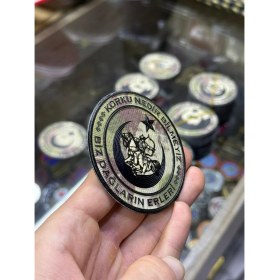 KORKU NEDİR BİLMEYİZ
BİZ DAĞLARIN ERLERİ